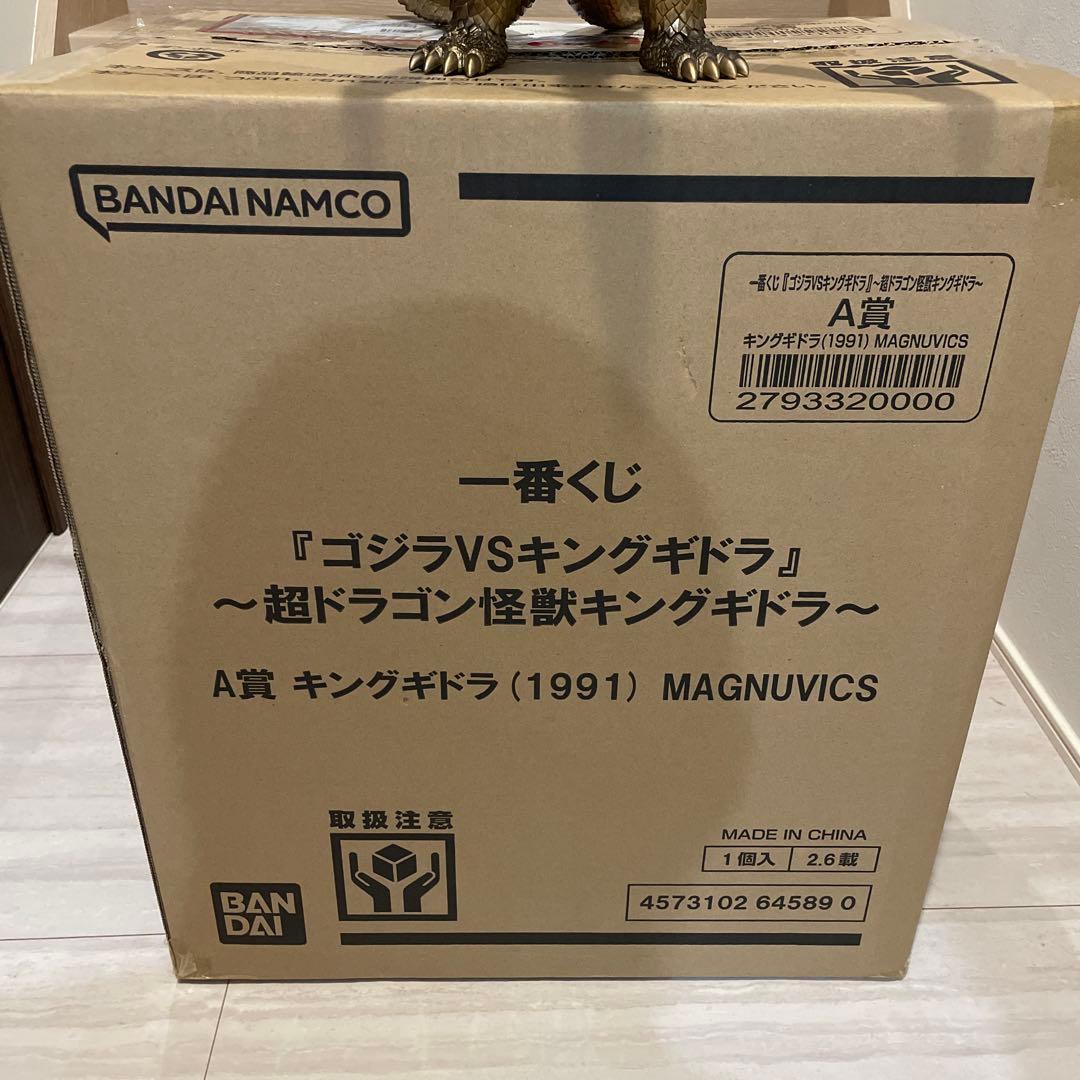 BANDAI NAMCO
一番くじ『ゴジラVSキングギドラ』～超ドラゴン怪獣キングギドラ～
A賞
キングギドラ(1991) MAGNUVICS
2793320000
一番くじ
『ゴジラVSキングギドラ』
～超ドラゴン怪獣キングギドラ～
A賞 キングギドラ(1991) MAGNUVICS
取扱注意
MADE IN CHINA
1個入 2.6載
4573102 64589 0
BAN
DAI